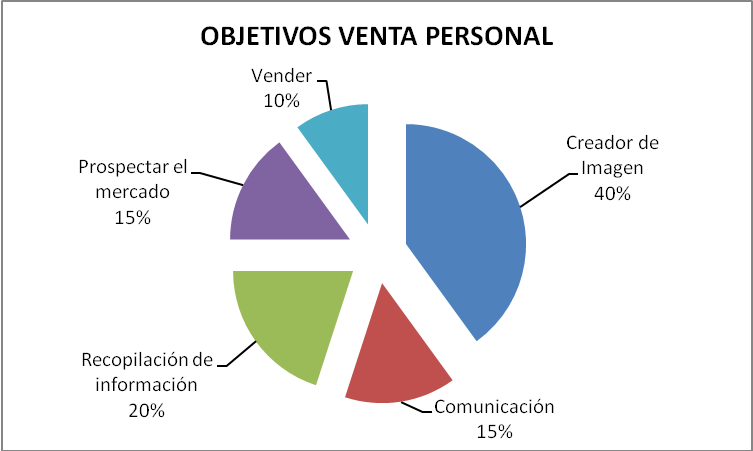 OBJETIVOS VENTA PERSONAL
Vender
10%
Creador de
Imagen
40%
Prospectar el
mercado
15%
Recopilación de
información
20%
Comunicación
15%